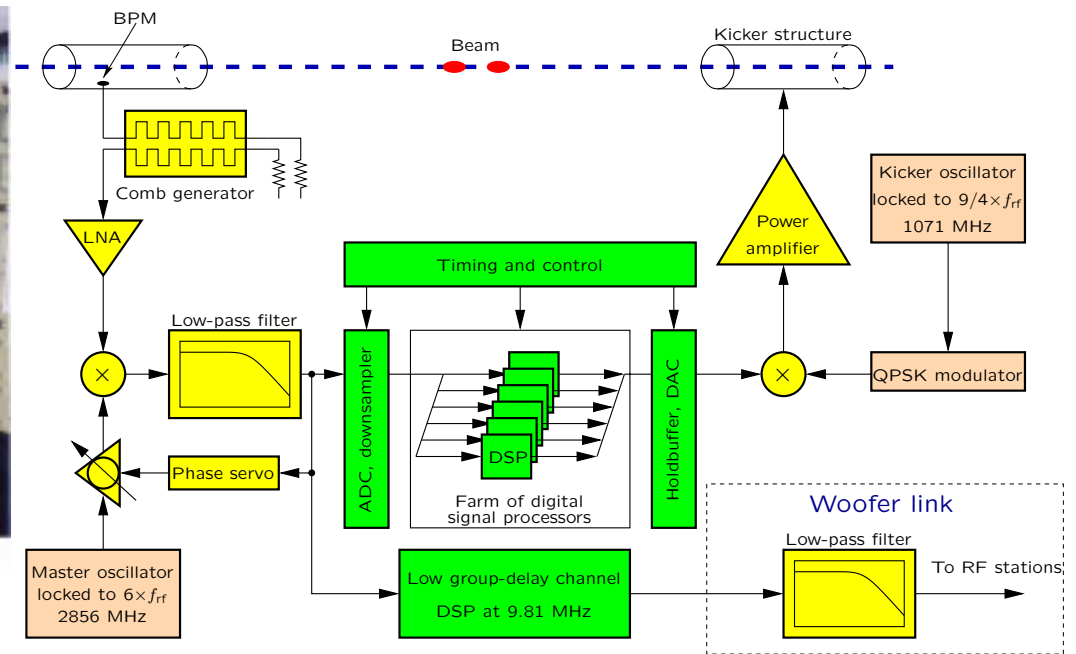 BPM
Beam
Kicker structure
Comb generator
LNA
Kicker oscillator
locked to 9/4×frf
1071 MHz
Power
amplifier
Timing and control
Low-pass filter
×
ADC, downsampler
DSP
Farm of digital
signal processors
Holdbuffer, DAC
×
QPSK modulator
Phase servo
Woofer link
Low-pass filter
To RF stations
Master oscillator
locked to 6×frf
2856 MHz
Low group-delay channel
DSP at 9.81 MHz